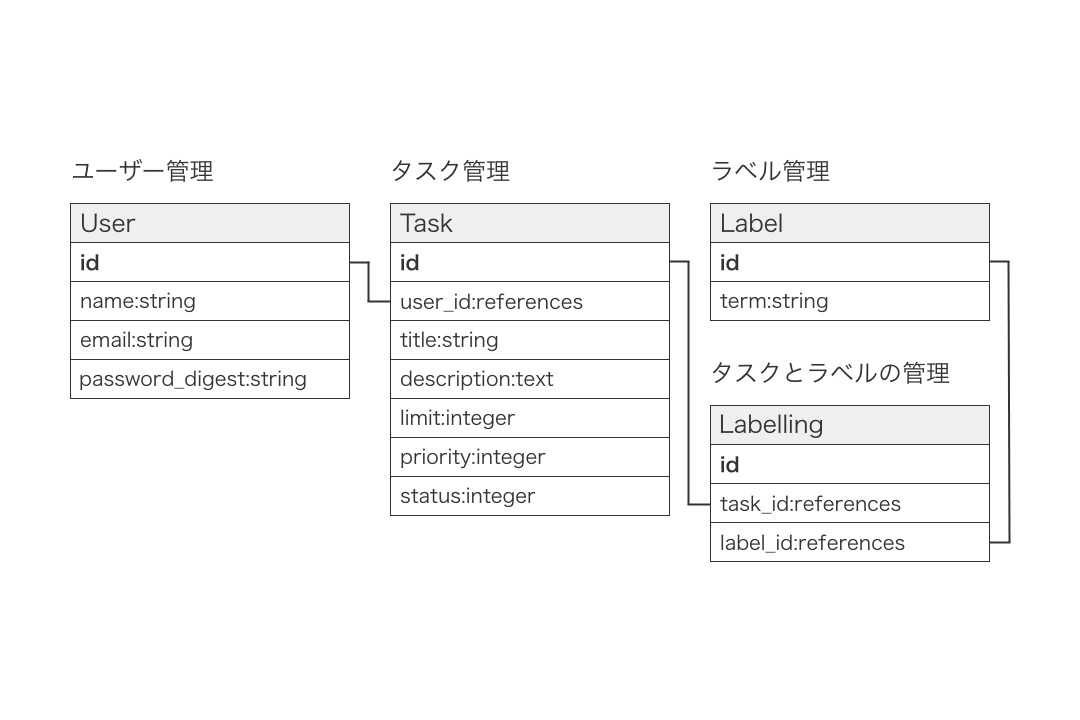 ユーザー管理
User
id
name:string
email:string
password_digest:string
タスク管理
Task
id
user_id:references
title:string
description:text
limit:integer
priority:integer
status:integer
ラベル管理
Label
id
term:string
タスクとラベルの管理
Labelling
id
task_id:references
label_id:references